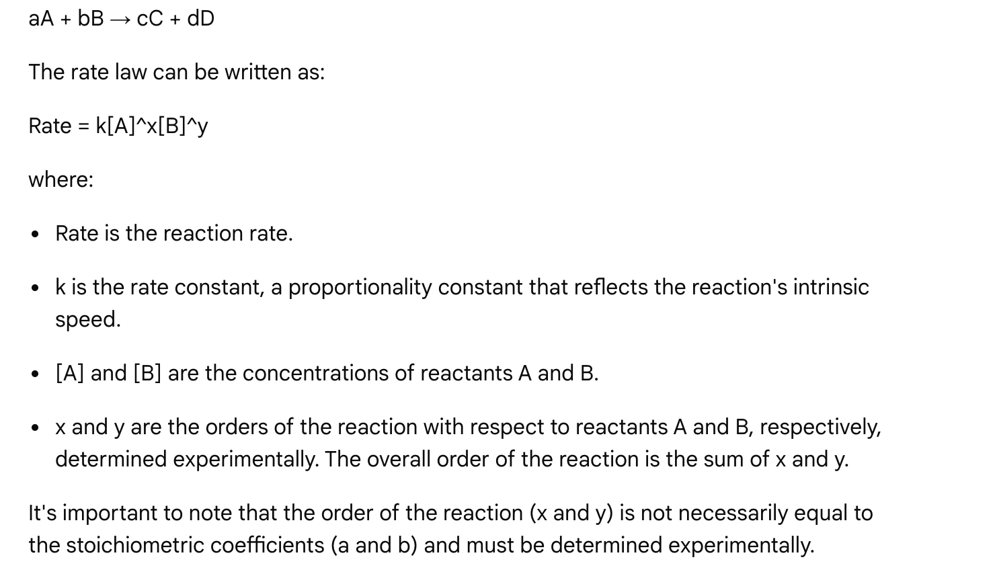 aA + bB → cC + dD
The rate law can be written as:
Rate = k[A]^x[B]^y
where:
• Rate is the reaction rate.
• k is the rate constant, a proportionality constant that reflects the reaction's intrinsic
speed.
• [A] and [B] are the concentrations of reactants A and B.
• x and y are the orders of the reaction with respect to reactants A and B, respectively,
determined experimentally. The overall order of the reaction is the sum of x and y.
It's important to note that the order of the reaction (x and y) is not necessarily equal to
the stoichiometric coefficients (a and b) and must be determined experimentally.